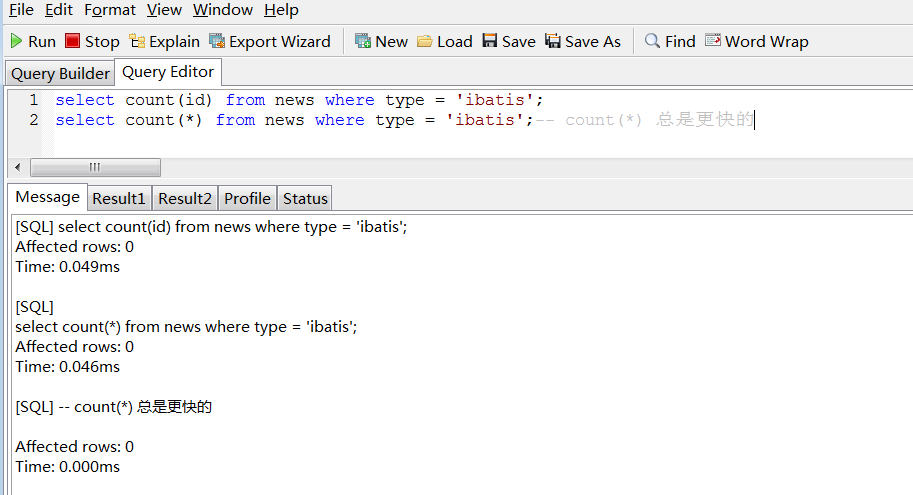 File Edit Format View Window Help
Run Stop Explain Export Wizard New Load Save Save As Find Word Wrap
Query Builder Query Editor
1 select count(id) from news where type = 'ibatis';
2 select count(*) from news where type = 'ibatis';-- count(*) 总是更快的
Message Result1 Result2 Profile Status
[SQL] select count(id) from news where type = 'ibatis';
Affected rows: 0
Time: 0.049ms
[SQL]
select count(*) from news where type = 'ibatis';
Affected rows: 0
Time: 0.046ms
[SQL] -- count(*) 总是更快的
Affected rows: 0
Time: 0.000ms